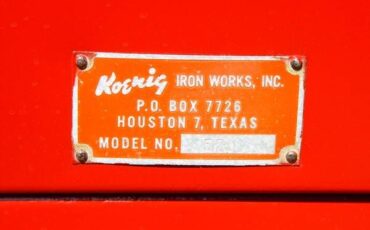 Koenig IRON WORKS, INC.
P.O. BOX 7726
HOUSTON 7, TEXAS
MODEL NO.